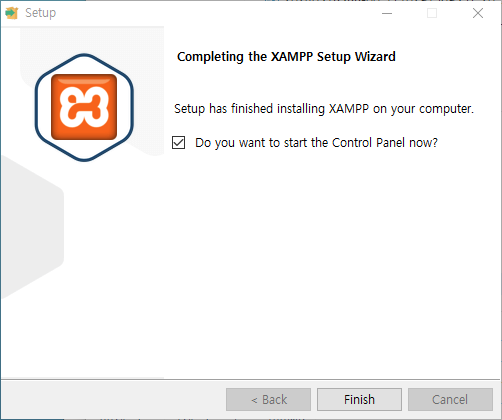 Setup
Completing the XAMPP Setup Wizard
Setup has finished installing XAMPP on your computer.
Do you want to start the Control Panel now?
< Back
Finish
Cancel